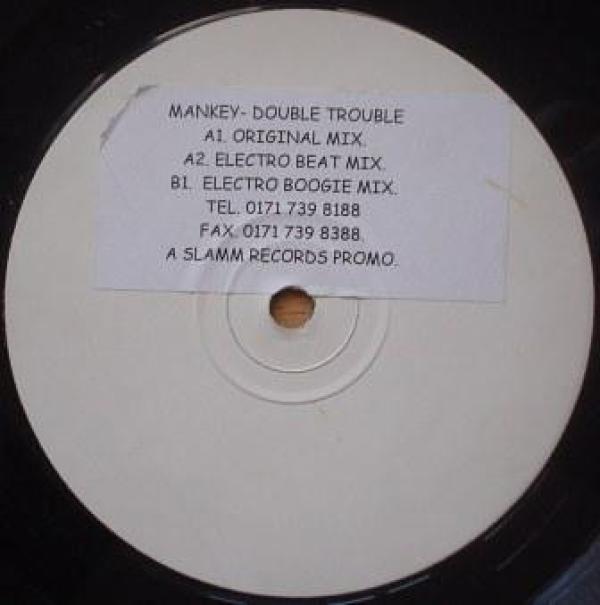 MANKEY- DOUBLE TROUBLE
A1. ORIGINAL MIX.
A2. ELECTRO BEAT MIX.
B1. ELECTRO BOOGIE MIX.
TEL. 0171 739 8188
FAX. 0171 739 8388.
A SLAMM RECORDS PROMO.